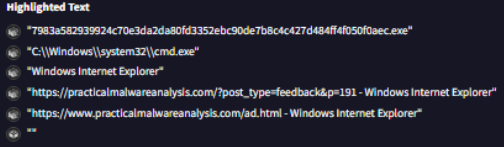 Highlighted Text
"7983a582939924c70e3da2da80fd3352ebc90de7b8c4c427d484ff4f050f0aec.exe"
"C:\\Windows\\system32\\cmd.exe"
"Windows Internet Explorer"
"https://practicalmalwareanalysis.com/?post_type=feedback&p=191 - Windows Internet Explorer"
"https://www.practicalmalwareanalysis.com/ad.html - Windows Internet Explorer"
""